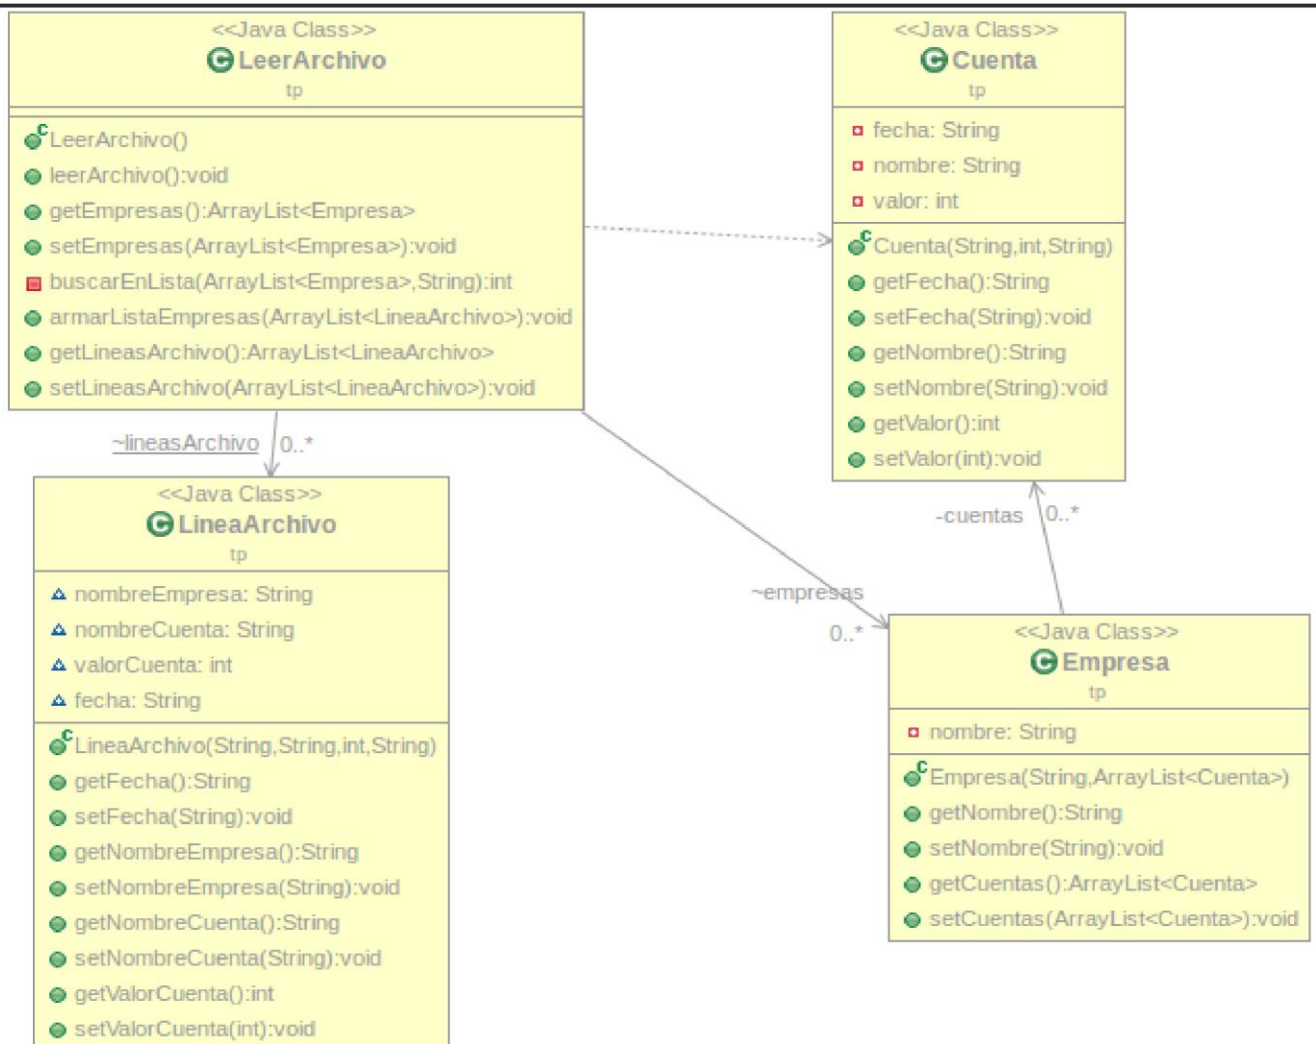 <<Java Class>>
LeerArchivo
tp
LeerArchivo()
leerArchivo():void
getEmpresas():ArrayList<Empresa>
setEmpresas(ArrayList<Empresa>):void
buscarEnLista(ArrayList<Empresa>,String):int
armarListaEmpresas(ArrayList<LineaArchivo>):void
getLineasArchivo():ArrayList<LineaArchivo>
setLineasArchivo(ArrayList<LineaArchivo>):void
<<Java Class>>
Cuenta
tp
fecha: String
nombre: String
valor: int
Cuenta(String,int,String)
getFecha():String
setFecha(String):void
getNombre():String
setNombre(String):void
getValor():int
setValor(int):void
~lineasArchivo 0..*
<<Java Class>>
LineaArchivo
tp
nombreEmpresa: String
nombreCuenta: String
valorCuenta: int
fecha: String
LineaArchivo(String,String,int,String)
getFecha():String
setFecha(String):void
getNombreEmpresa():String
setNombreEmpresa(String):void
getNombreCuenta():String
setNombreCuenta(String):void
getValorCuenta():int
setValorCuenta(int):void
-cuentas 0..*
~empresas
0..*
<<Java Class>>
Empresa
tp
nombre: String
Empresa(String,ArrayList<Cuenta>)
getNombre():String
setNombre(String):void
getCuentas():ArrayList<Cuenta>
setCuentas(ArrayList<Cuenta>):void